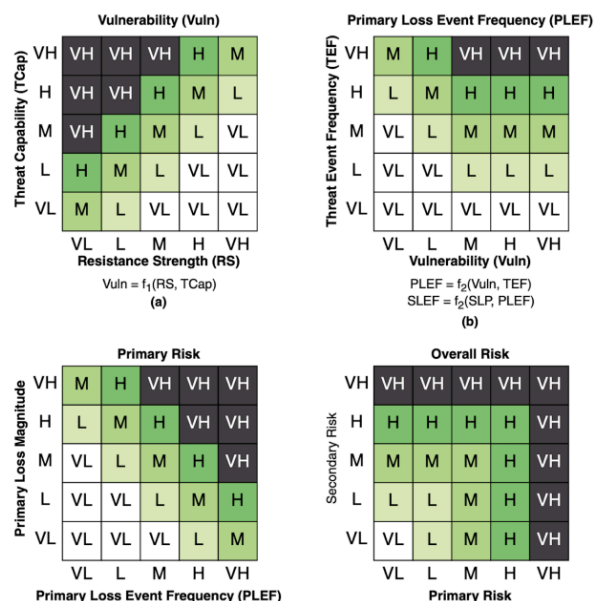 Vulnerability (Vuln)
Threat Capability (TCap)
VH VH VH VH H M
H VH VH H M L
M VH H M L VL
L H M L VL VL
VL M L VL VL VL
VL L M H VH
Resistance Strength (RS)
Vuln = f1(RS, TCap)
(a)
Primary Loss Event Frequency (PLEF)
Threat Event Frequency (TEF)
VH M H VH VH VH
H L M H H H
M VL L M M M
L VL VL L L L
VL VL VL VL VL VL
VL L M H VH
Vulnerability (Vuln)
PLEF = f2(Vuln, TEF)
SLEF = f2(SLP, PLEF)
(b)
Primary Risk
Primary Loss Magnitude
VH M H VH VH VH
H L M H VH VH
M VL L M H VH
L VL VL L M H
VL VL VL VL L M
VL L M H VH
Primary Loss Event Frequency (PLEF)
Overall Risk
Secondary Risk
VH VH VH VH VH VH
H H H H H VH
M M M M H VH
L L L M H VH
VL VL L M H VH
VL L M H VH
Primary Risk